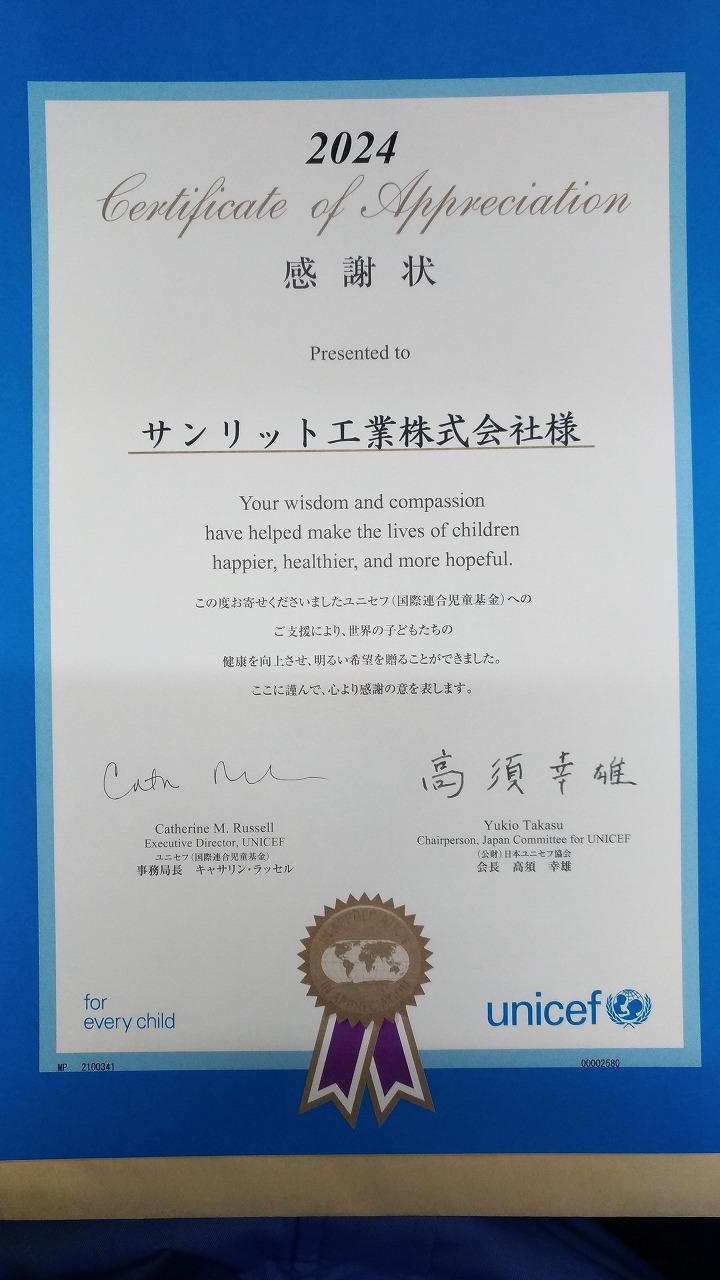 2024
Certificate of Appreciation
感謝状
Presented to
サンリット工業株式会社様
Your wisdom and compassion
have helped make the lives of children
happier, healthier, and more hopeful.
この度お寄せくださいましたユニセフ(国際連合児童基金)への
ご支援により、世界の子どもたちの
健康を向上させ、明るい希望を贈ることができました。
ここに謹んで、心より感謝の意を表します。
高須幸雄
Catherine M. Russell
Executive Director, UNICEF
ユニセフ(国際連合児童基金)
事務局長 キャサリン・ラッセル
Yukio Takasu
Chairperson, Japan Committee for UNICEF
(公財)日本ユニセフ協会
会長 高須 幸雄
for
every child
unicef
MP 2100341
00002580